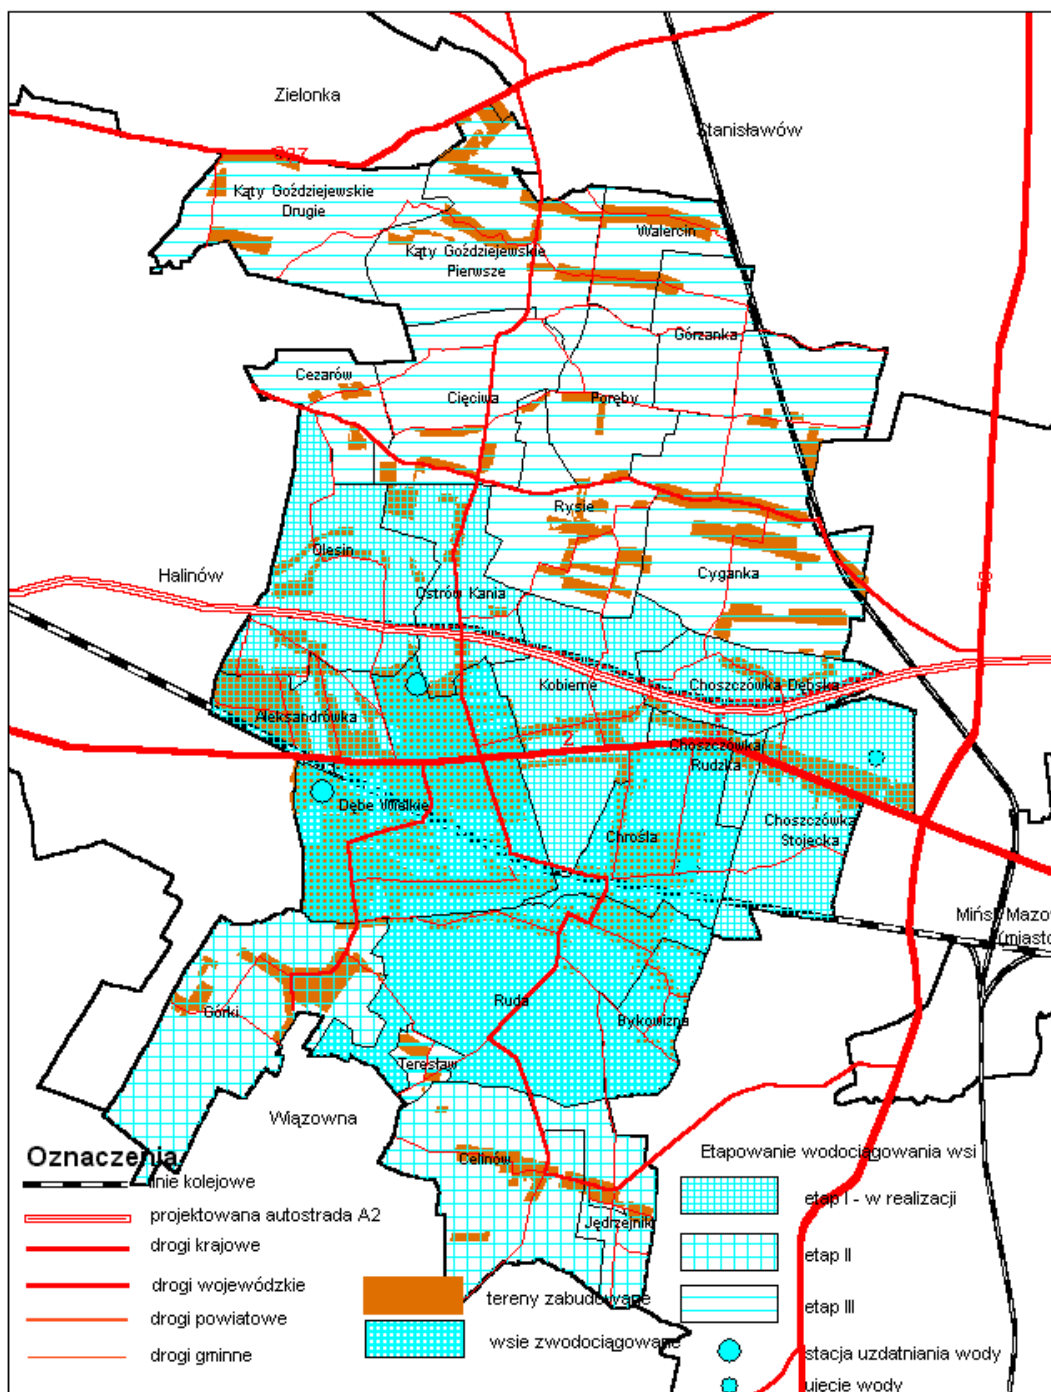 Zielonka
Stanisławów
Kąty Goździejewskie
Drugie
Walercin
Kąty Goździejewskie
Pierwsze
Górzanka
Cezarów
Cięciwa
Poręby
Rysie
Olesin
Halinów
Cyganka
Ostrów Kania
Kobierne
Choszczówka Dębska
Aleksandrówka
2
Choszczówka
Rudzka
Dębe Wielkie
Chrośla
Choszczówka
Stojecka
Mińsk Mazo
(miasto
Ruda
Górki
Bykowizna
Teresław
Wiązowna
Celinów
Jędrzejnik
Oznaczenia
linie kolejowe
projektowana autostrada A2
drogi krajowe
drogi wojewódzkie
drogi powiatowe
drogi gminne
tereny zabudowane
wsie zwodociągowane
Etapowanie wodociągowania wsi
etap I - w realizacji
etap II
etap III
stacja uzdatniania wody
ujęcie wody